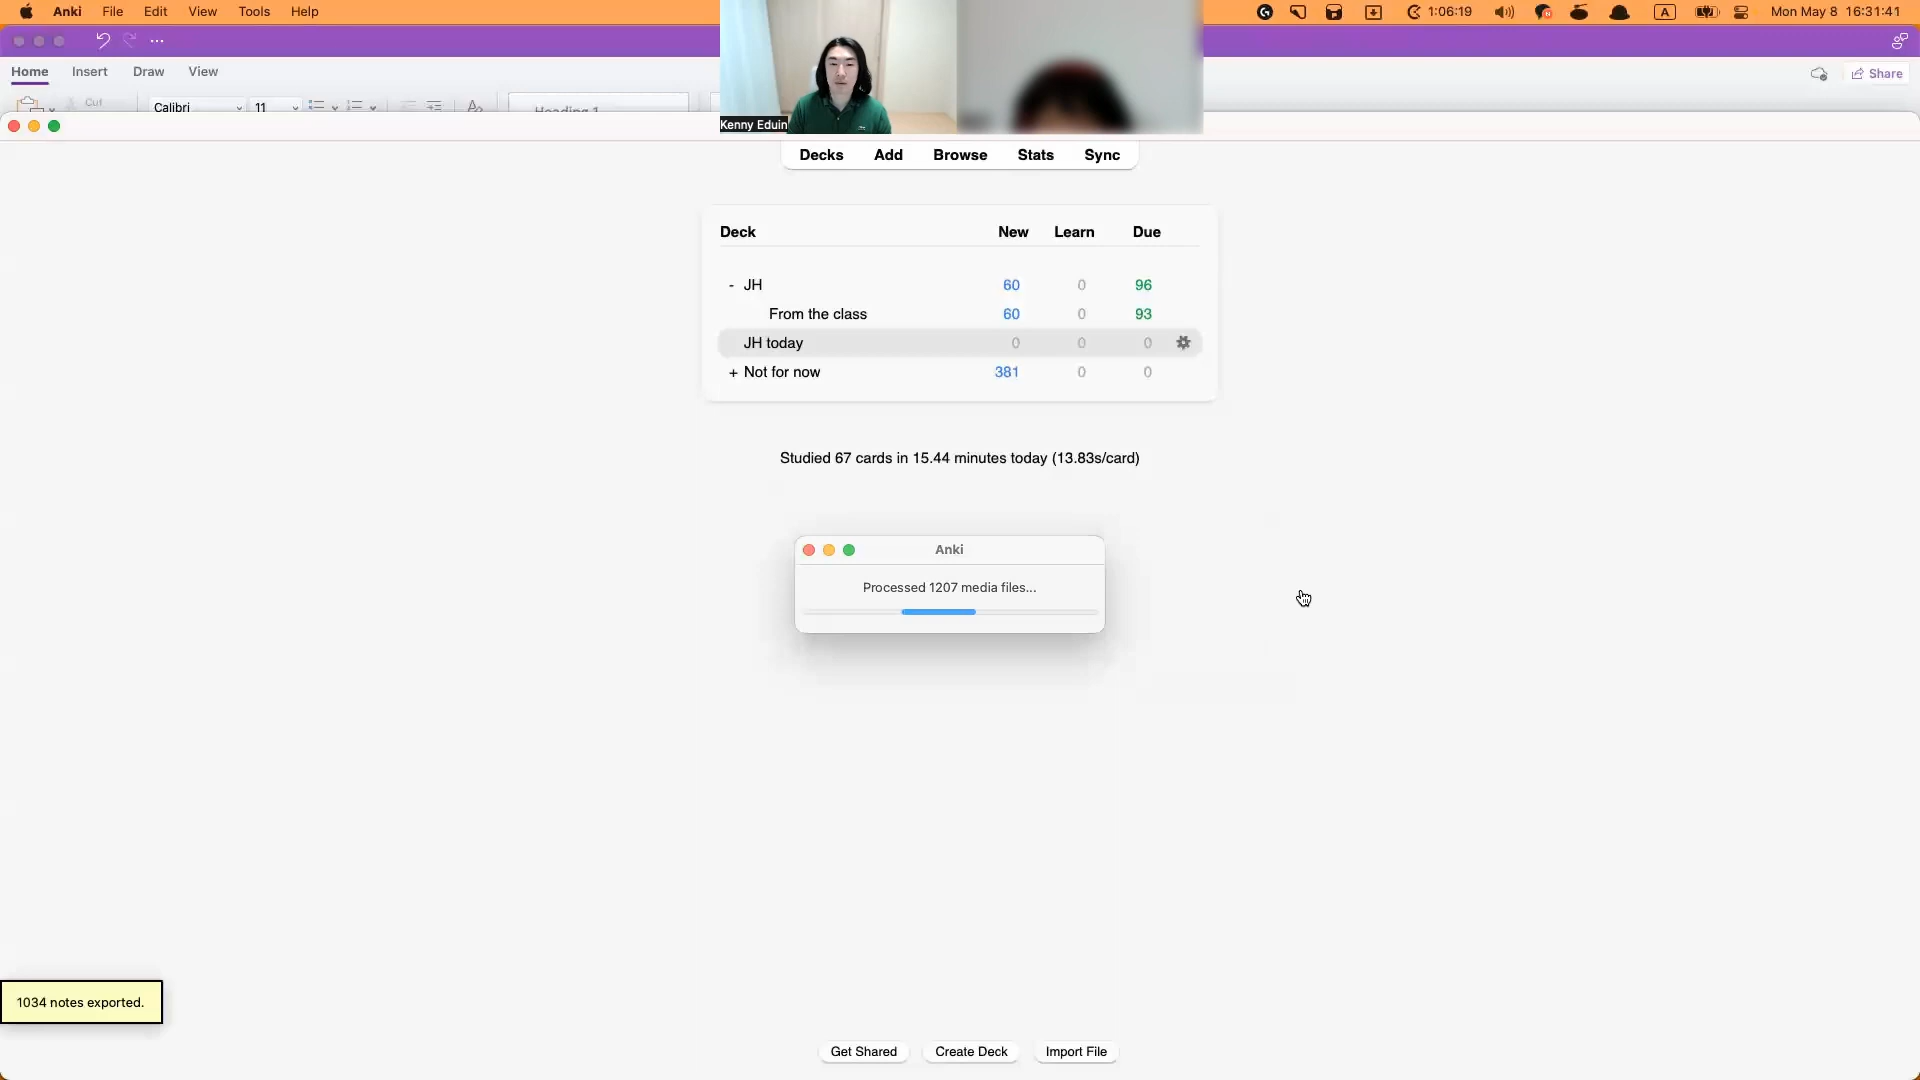 Anki File Edit View Tools Help
1:06:19 A Mon May 8 16:31:41
Home Insert Draw View
Share
Cut
Calibri 11
Heading 1
Kenny Eduin
Decks Add Browse Stats Sync
Deck New Learn Due
- JH 60 0 96
From the class 60 0 93
JH today 0 0 0
+ Not for now 381 0 0
Studied 67 cards in 15.44 minutes today (13.83s/card)
Anki
Processed 1207 media files...
1034 notes exported.
Get Shared Create Deck Import File